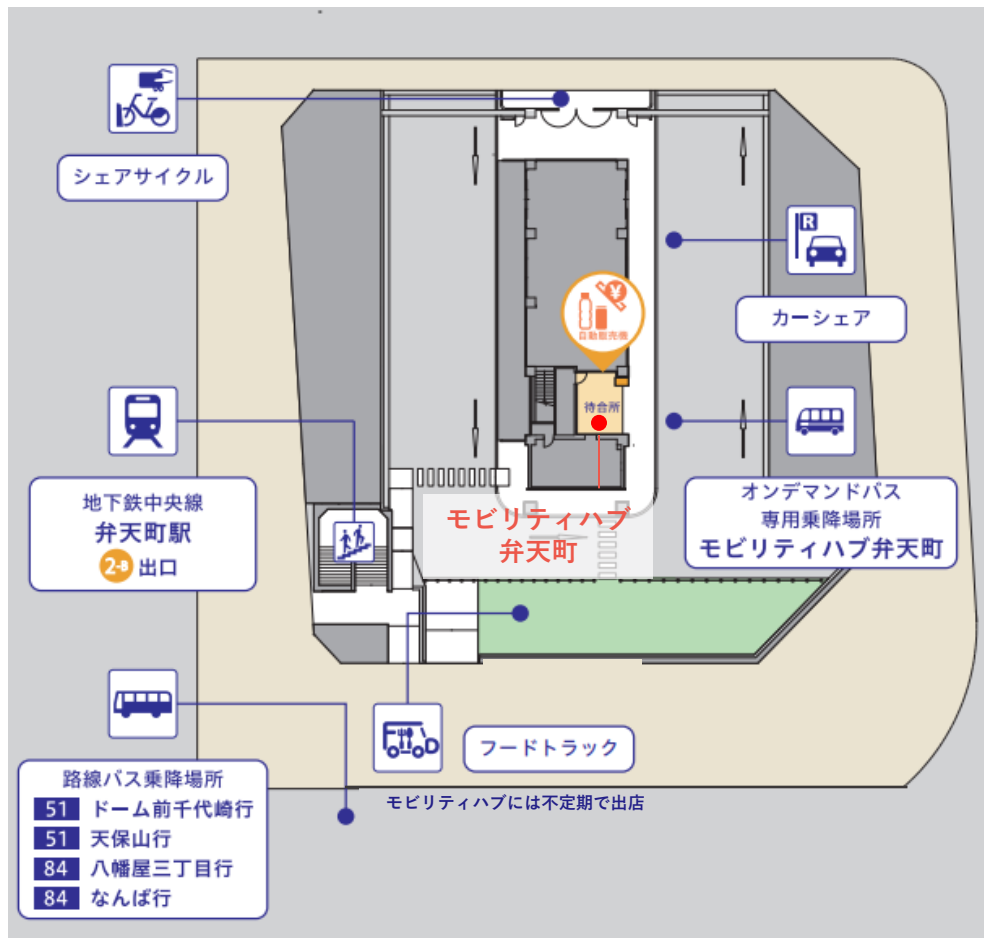 シェアサイクル
R
カーシェア
¥
自動販売機
待合所
地下鉄中央線
弁天町駅
2-B 出口
モビリティハブ
弁天町
オンデマンドバス
専用乗降場所
モビリティハブ弁天町
フードトラック
モビリティハブには不定期で出店
路線バス乗降場所
51 ドーム前千代崎行
51 天保山行
84 八幡屋三丁目行
84 なんば行